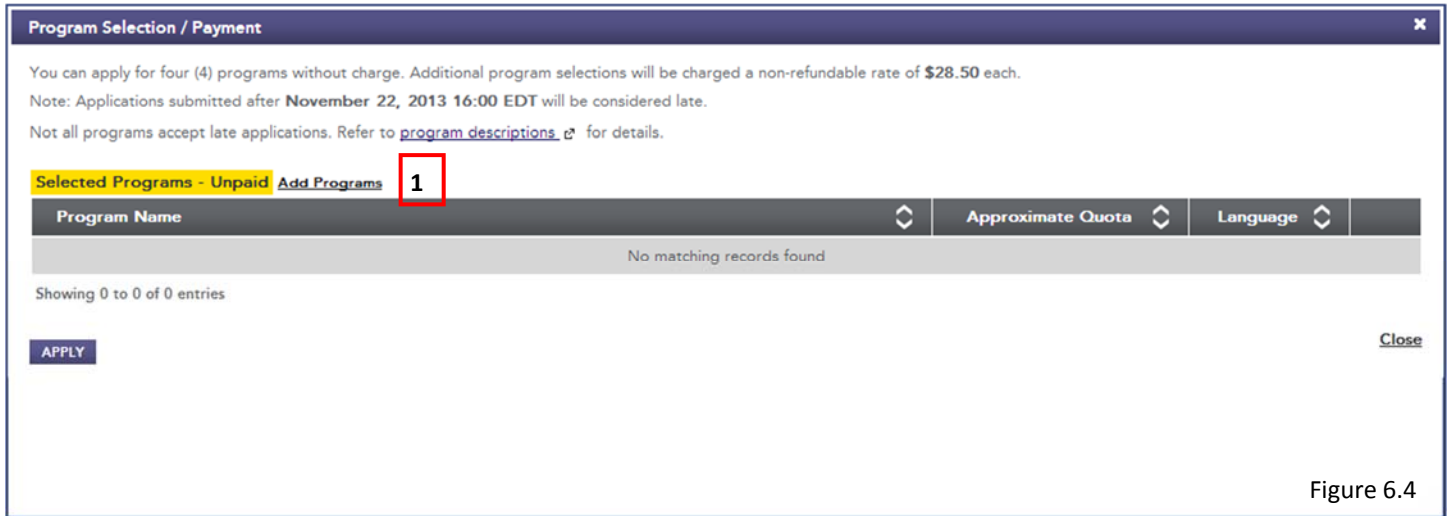 Program Selection / Payment
You can apply for four (4) programs without charge. Additional program selections will be charged a non-refundable rate of $28.50 each.
Note: Applications submitted after November 22, 2013 16:00 EDT will be considered late.
Not all programs accept late applications. Refer to program descriptions for details.
Selected Programs - Unpaid Add Programs 1
Program Name Approximate Quota Language
No matching records found
Showing 0 to 0 of 0 entries
Close
APPLY
Figure 6.4